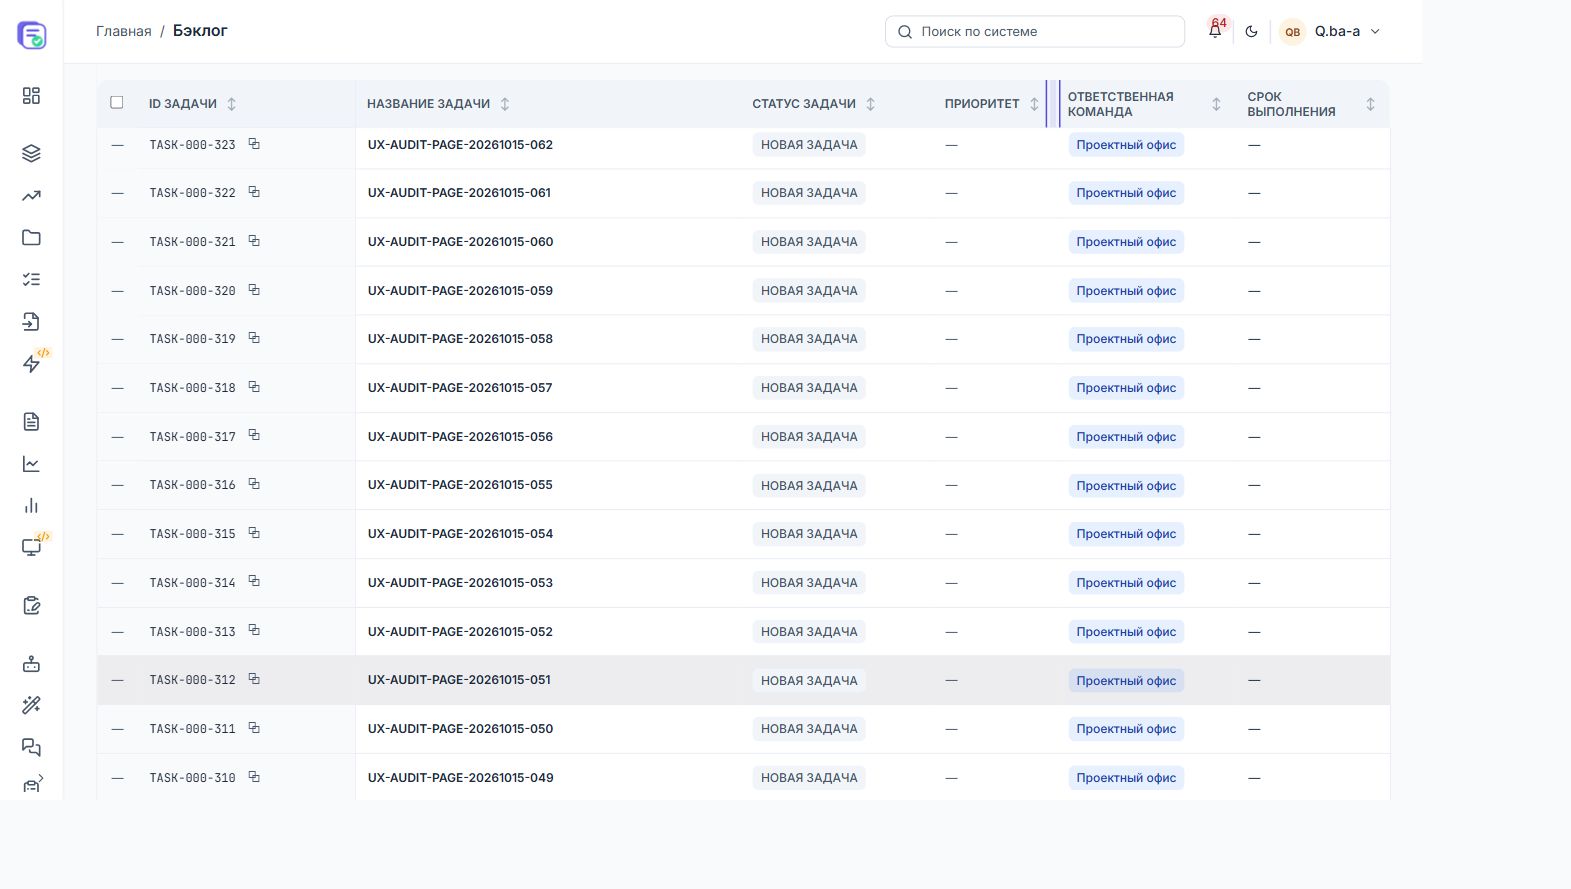 Главная / Бэклог
Поиск по системе
64
QB Q.ba-a
ID ЗАДАЧИ НАЗВАНИЕ ЗАДАЧИ СТАТУС ЗАДАЧИ ПРИОРИТЕТ ОТВЕТСТВЕННАЯ КОМАНДА СРОК ВЫПОЛНЕНИЯ
— TASK-000-323 UX-AUDIT-PAGE-20261015-062 НОВАЯ ЗАДАЧА — Проектный офис —
— TASK-000-322 UX-AUDIT-PAGE-20261015-061 НОВАЯ ЗАДАЧА — Проектный офис —
— TASK-000-321 UX-AUDIT-PAGE-20261015-060 НОВАЯ ЗАДАЧА — Проектный офис —
— TASK-000-320 UX-AUDIT-PAGE-20261015-059 НОВАЯ ЗАДАЧА — Проектный офис —
— TASK-000-319 UX-AUDIT-PAGE-20261015-058 НОВАЯ ЗАДАЧА — Проектный офис —
— TASK-000-318 UX-AUDIT-PAGE-20261015-057 НОВАЯ ЗАДАЧА — Проектный офис —
— TASK-000-317 UX-AUDIT-PAGE-20261015-056 НОВАЯ ЗАДАЧА — Проектный офис —
— TASK-000-316 UX-AUDIT-PAGE-20261015-055 НОВАЯ ЗАДАЧА — Проектный офис —
— TASK-000-315 UX-AUDIT-PAGE-20261015-054 НОВАЯ ЗАДАЧА — Проектный офис —
— TASK-000-314 UX-AUDIT-PAGE-20261015-053 НОВАЯ ЗАДАЧА — Проектный офис —
— TASK-000-313 UX-AUDIT-PAGE-20261015-052 НОВАЯ ЗАДАЧА — Проектный офис —
— TASK-000-312 UX-AUDIT-PAGE-20261015-051 НОВАЯ ЗАДАЧА — Проектный офис —
— TASK-000-311 UX-AUDIT-PAGE-20261015-050 НОВАЯ ЗАДАЧА — Проектный офис —
— TASK-000-310 UX-AUDIT-PAGE-20261015-049 НОВАЯ ЗАДАЧА — Проектный офис —